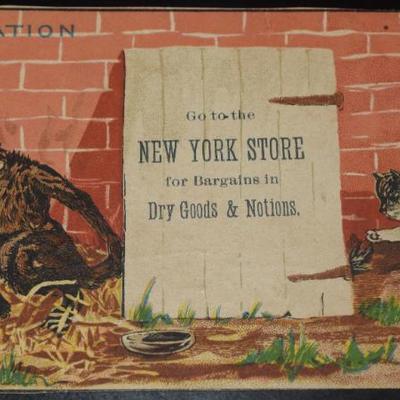 ATION
Go to the
NEW YORK STORE
for Bargains in
Dry Goods & Notions.